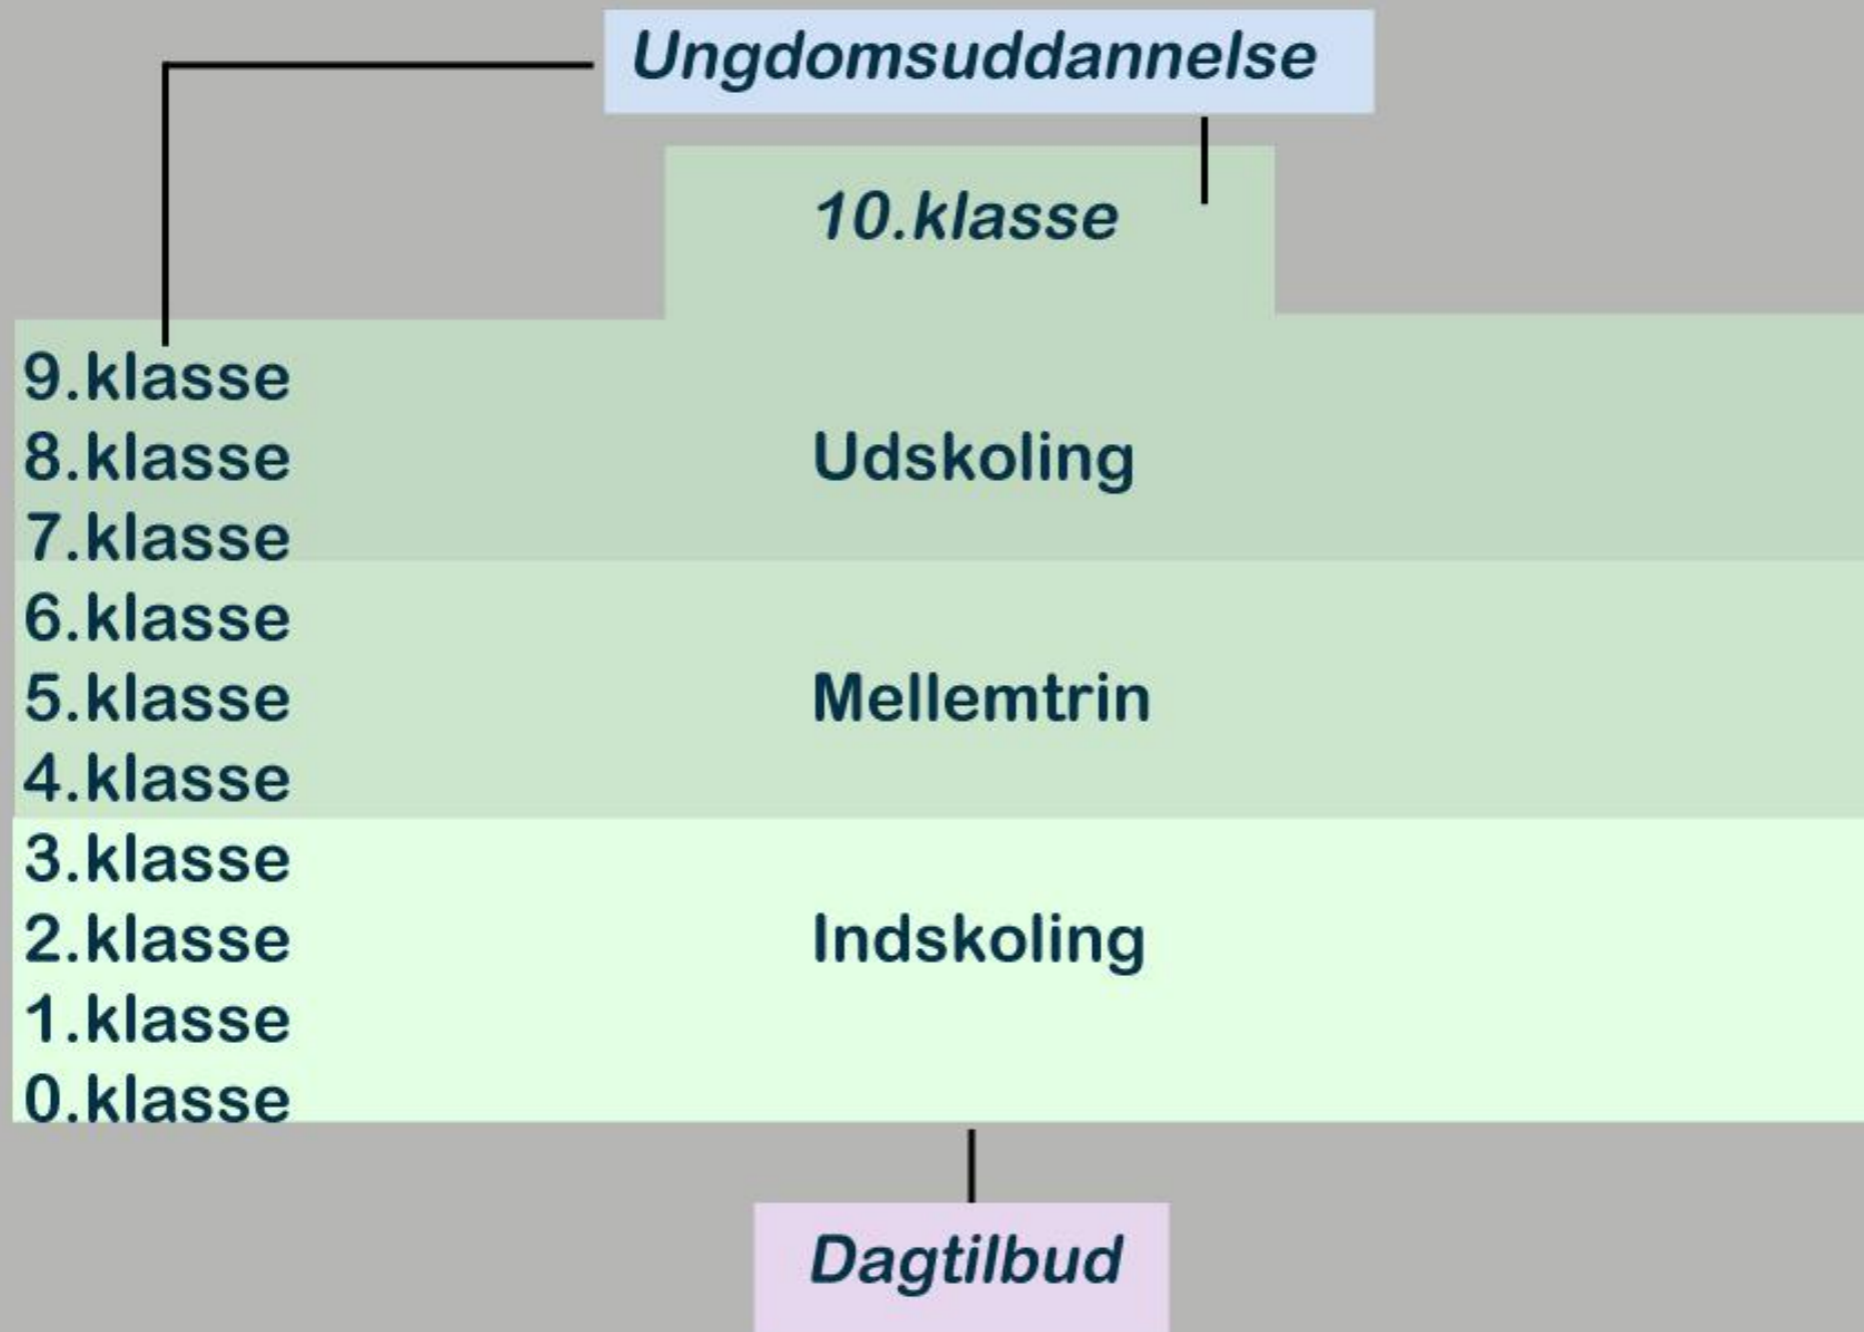 Ungdomsuddannelse
10.klasse
9.klasse
8.klasse Udskoling
7.klasse
6.klasse
5.klasse Mellemtrin
4.klasse
3.klasse
2.klasse Indskoling
1.klasse
0.klasse
Dagtilbud